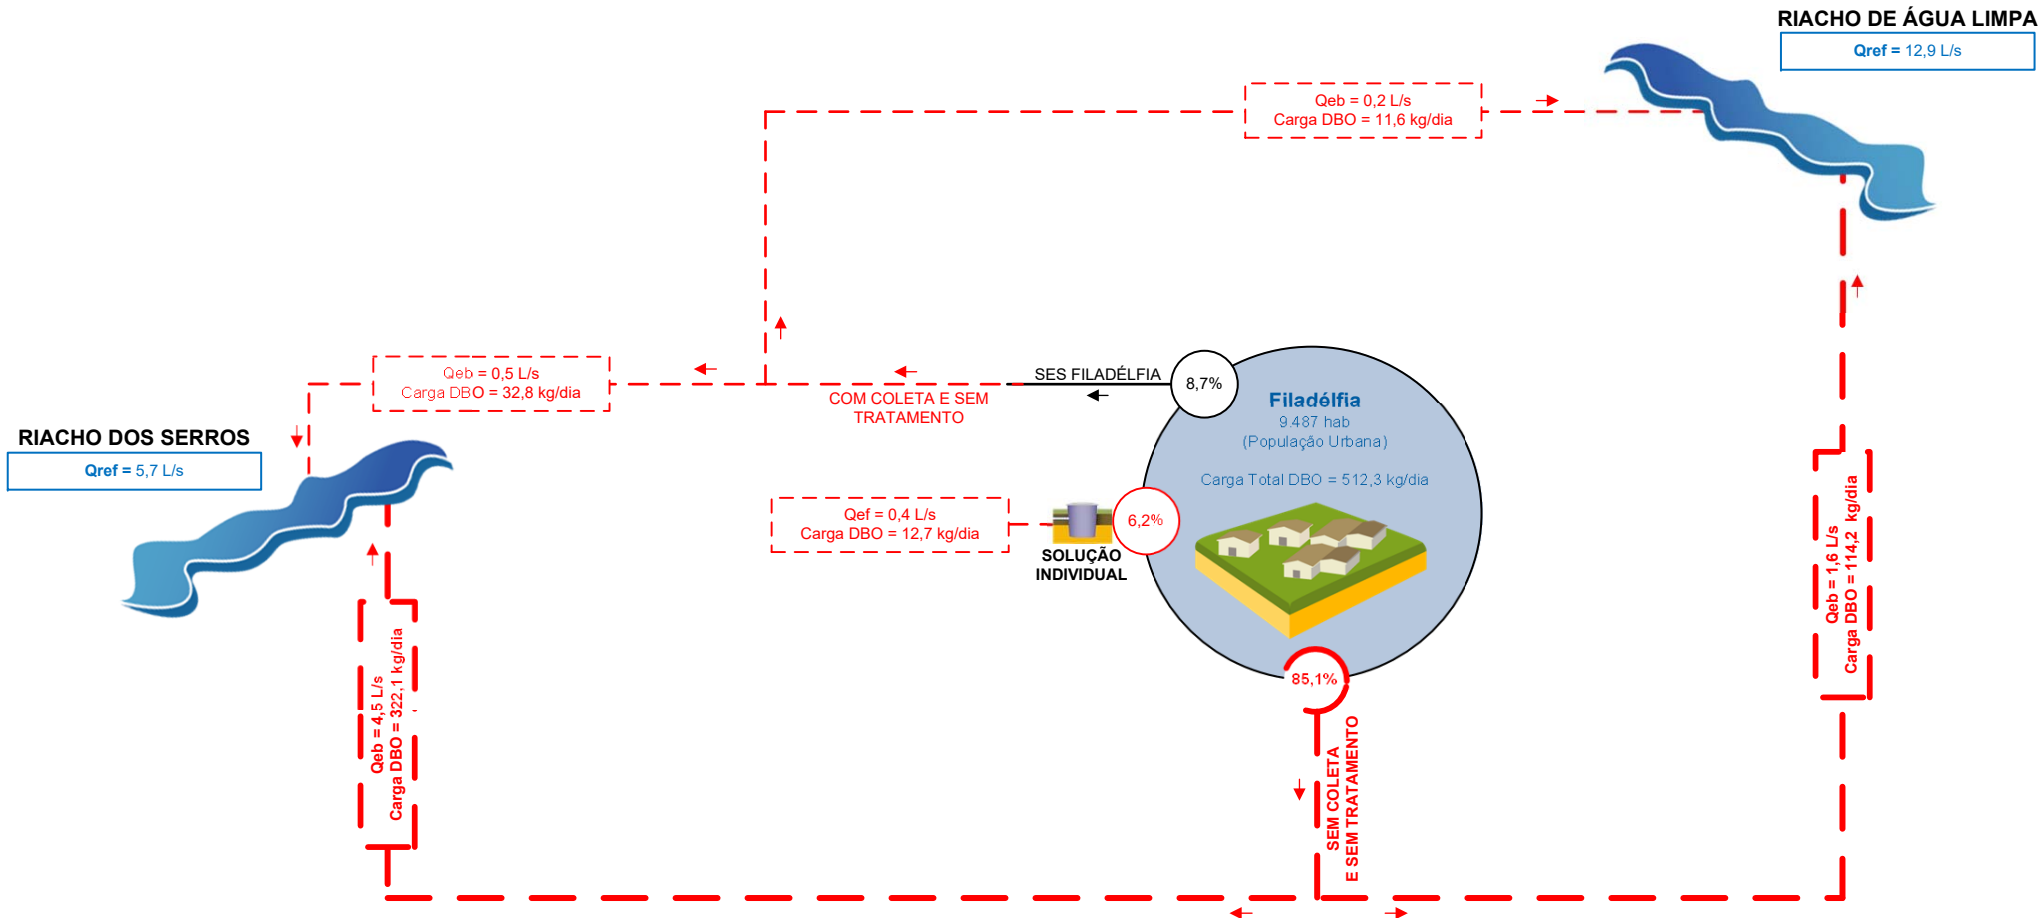 RIACHO DE ÁGUA LIMPA
Qref = 12,9 L/s
Qeb = 0,2 L/s
Carga DBO = 11,6 kg/dia
Qeb = 0,5 L/s
Carga DBO = 32,8 kg/dia
COM COLETA E SEM
TRATAMENTO
SES FILADÉLFIA
8,7%
Filadélfia
9.487 hab
(População Urbana)
Carga Total DBO = 512,3 kg/dia
RIACHO DOS SERROS
Qref = 5,7 L/s
Qef = 0,4 L/s
Carga DBO = 12,7 kg/dia
SOLUÇÃO
INDIVIDUAL
6,2%
85,1%
SEM COLETA
E SEM TRATAMENTO
Qeb = 4,5 L/s
Carga DBO = 322,1 kg/dia
Qeb = 1,6 L/s
Carga DBO = 114,2 kg/dia